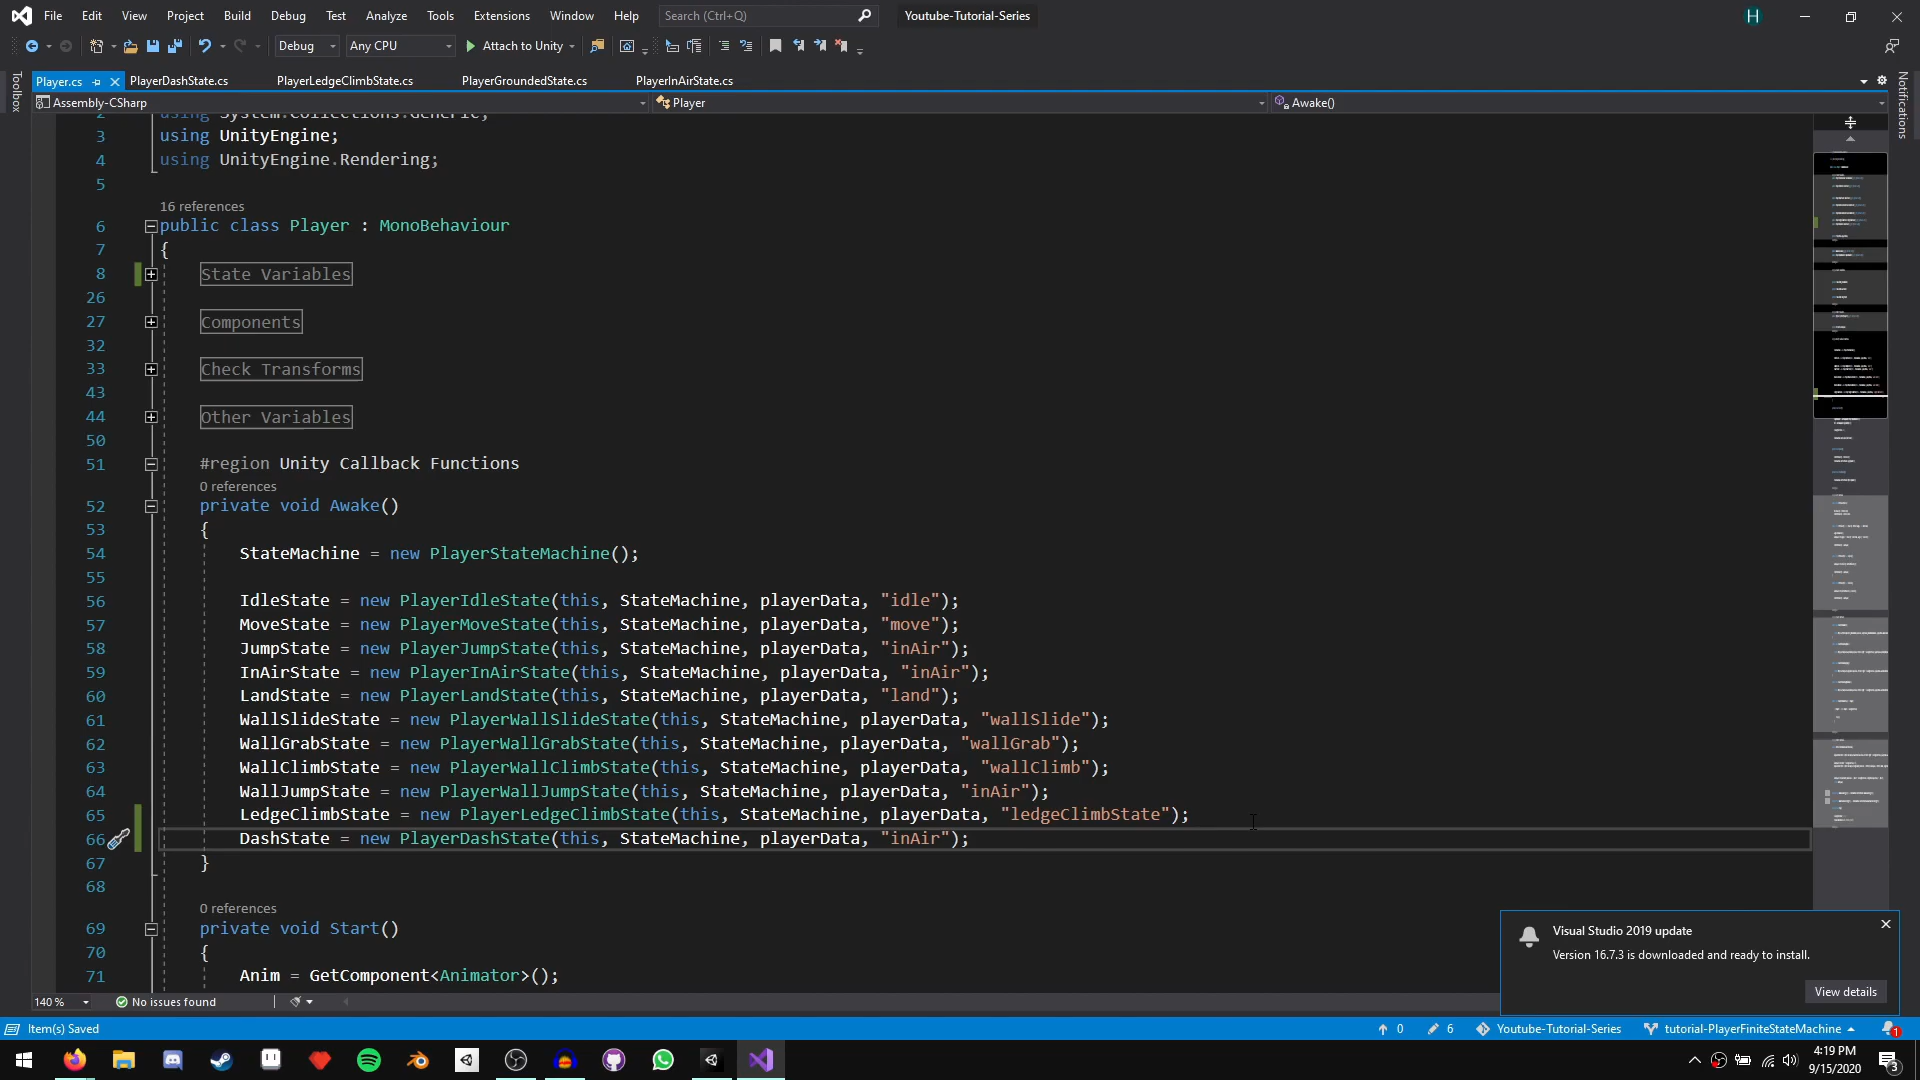 File Edit View Project Build Debug Test Analyze Tools Extensions Window Help Search (Ctrl+Q) Youtube-Tutorial-Series H
Debug Any CPU Attach to Unity
Player.cs PlayerDashState.cs PlayerLedgeClimbState.cs PlayerGroundedState.cs PlayerInAirState.cs
Toolbox
Notifications
Assembly-CSharp Player Awake()
2 using System.Collections.Generic;
3 using UnityEngine;
4 using UnityEngine.Rendering;
5
16 references
6 public class Player : MonoBehaviour
7 {
8 State Variables
26
27 Components
32
33 Check Transforms
43
44 Other Variables
50
51 #region Unity Callback Functions
0 references
52 private void Awake()
53 {
54 StateMachine = new PlayerStateMachine();
55
56 IdleState = new PlayerIdleState(this, StateMachine, playerData, "idle");
57 MoveState = new PlayerMoveState(this, StateMachine, playerData, "move");
58 JumpState = new PlayerJumpState(this, StateMachine, playerData, "inAir");
59 InAirState = new PlayerInAirState(this, StateMachine, playerData, "inAir");
60 LandState = new PlayerLandState(this, StateMachine, playerData, "land");
61 WallSlideState = new PlayerWallSlideState(this, StateMachine, playerData, "wallSlide");
62 WallGrabState = new PlayerWallGrabState(this, StateMachine, playerData, "wallGrab");
63 WallClimbState = new PlayerWallClimbState(this, StateMachine, playerData, "wallClimb");
64 WallJumpState = new PlayerWallJumpState(this, StateMachine, playerData, "inAir");
65 LedgeClimbState = new PlayerLedgeClimbState(this, StateMachine, playerData, "ledgeClimbState");
66 DashState = new PlayerDashState(this, StateMachine, playerData, "inAir");
67 }
68
0 references
69 private void Start()
70 {
71 Anim = GetComponent<Animator>();
Visual Studio 2019 update
Version 16.7.3 is downloaded and ready to install.
View details
140 % No issues found
Item(s) Saved 0 6 Youtube-Tutorial-Series tutorial-PlayerFiniteStateMachine 1
4:19 PM
9/15/2020
3